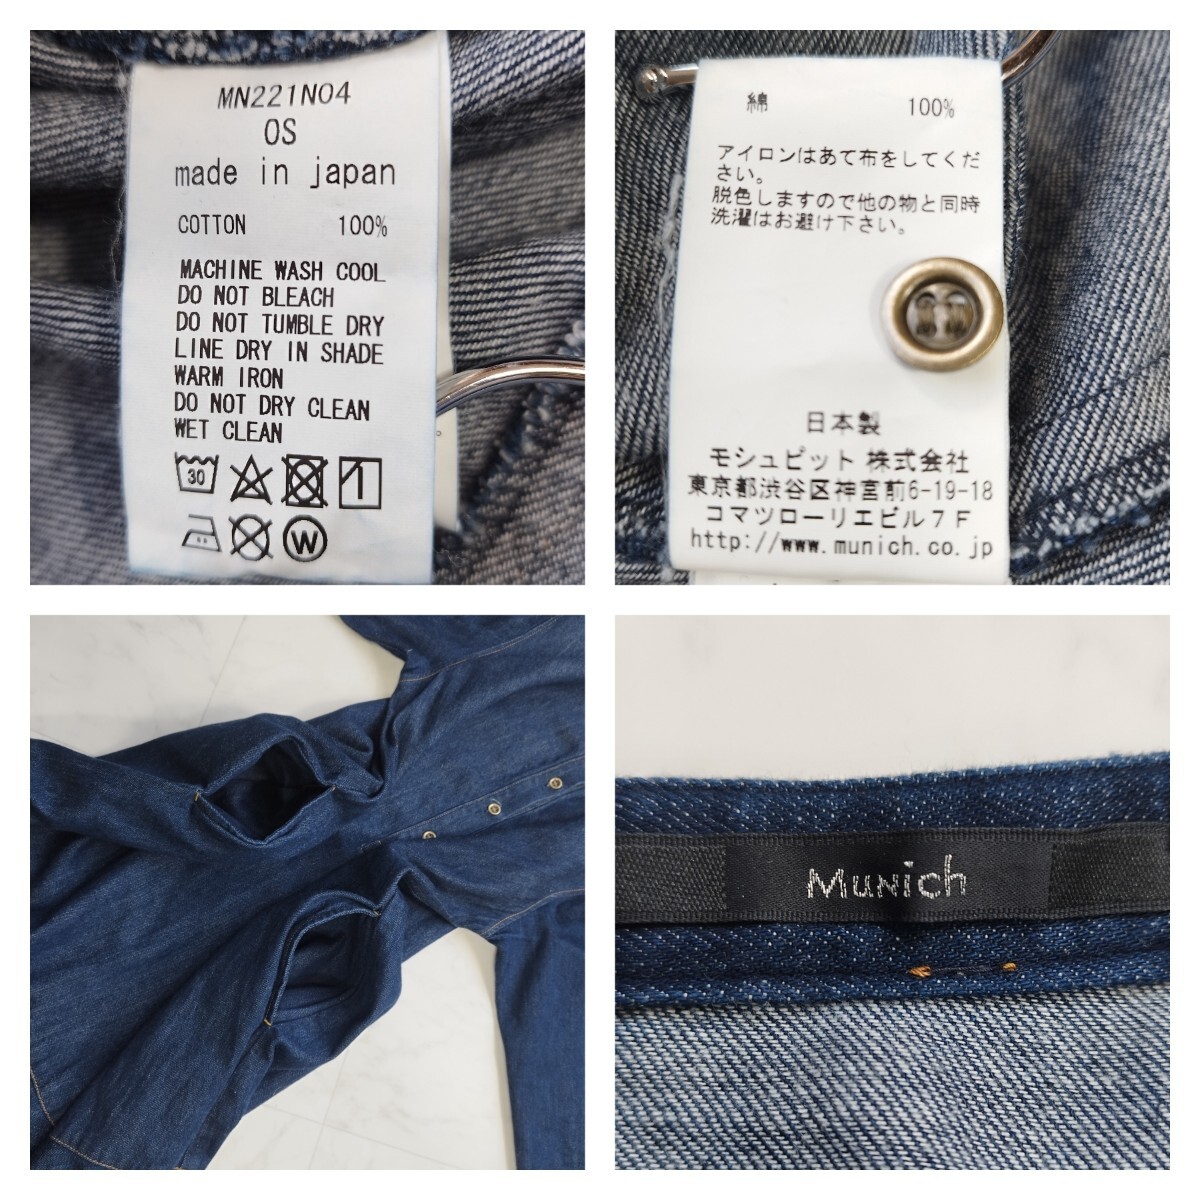 MN221N04
OS
made in japan
COTTON 100%
MACHINE WASH COOL
DO NOT BLEACH
DO NOT TUMBLE DRY
LINE DRY IN SHADE
WARM IRON
DO NOT DRY CLEAN
WET CLEAN
30
W
綿 100%
アイロンはあて布をしてくだ
さい。
脱色しますので他の物と同時
洗濯はお避け下さい。
日本製
モシュピット 株式会社
東京都渋谷区神宮前6-19-18
コマツローリエビル7F
http://www.munich.co.jp
MUNiCh